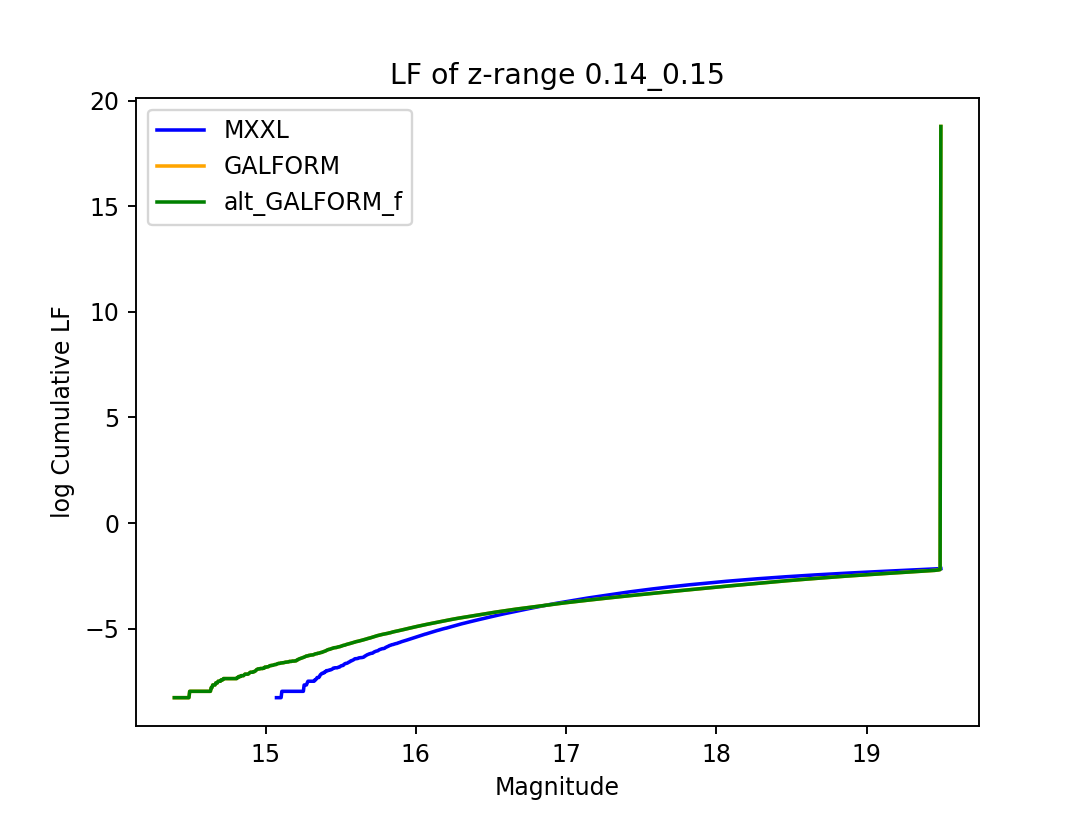 LF of z-range 0.14_0.15
20
15
10
5
0
−5
log Cumulative LF
MXXL
GALFORM
alt_GALFORM_f
15
16
17
18
19
Magnitude